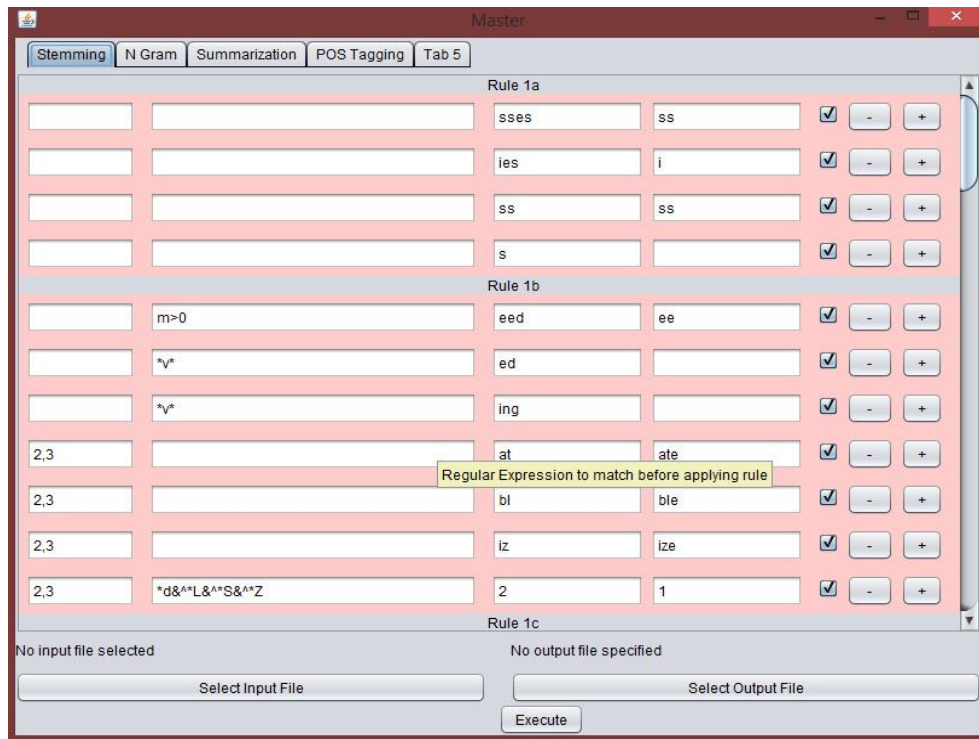 Master
Stemming N Gram Summarization POS Tagging Tab 5
Rule 1a
sses ss - +
ies i - +
ss ss - +
s - +
Rule 1b
m>0 eed ee - +
*v* ed - +
*v* ing - +
2,3 at ate - +
Regular Expression to match before applying rule
2,3 bl ble - +
2,3 iz ize - +
2,3 *d&^*L&^*S&^*Z 2 1 - +
Rule 1c
No input file selected No output file specified
Select Input File Select Output File
Execute